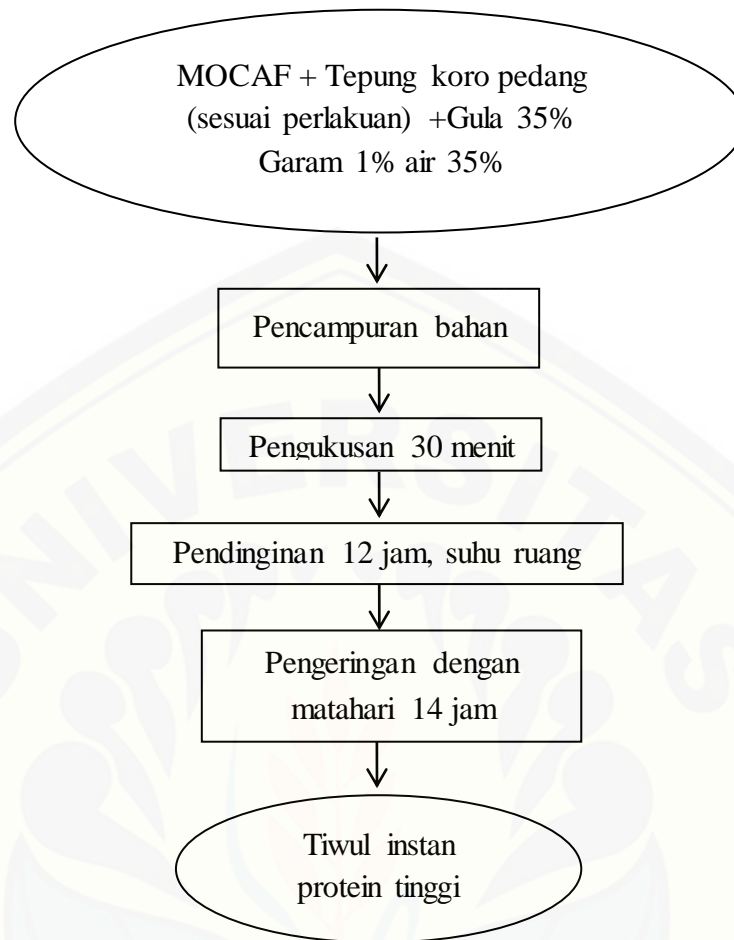 MOCAF + Tepung koro pedang
(sesuai perlakuan) +Gula 35%
Garam 1% air 35%
Pencampuran bahan
Pengukusan 30 menit
Pendinginan 12 jam, suhu ruang
Pengeringan dengan
matahari 14 jam
Tiwul instan
protein tinggi
UNIVERSITAS